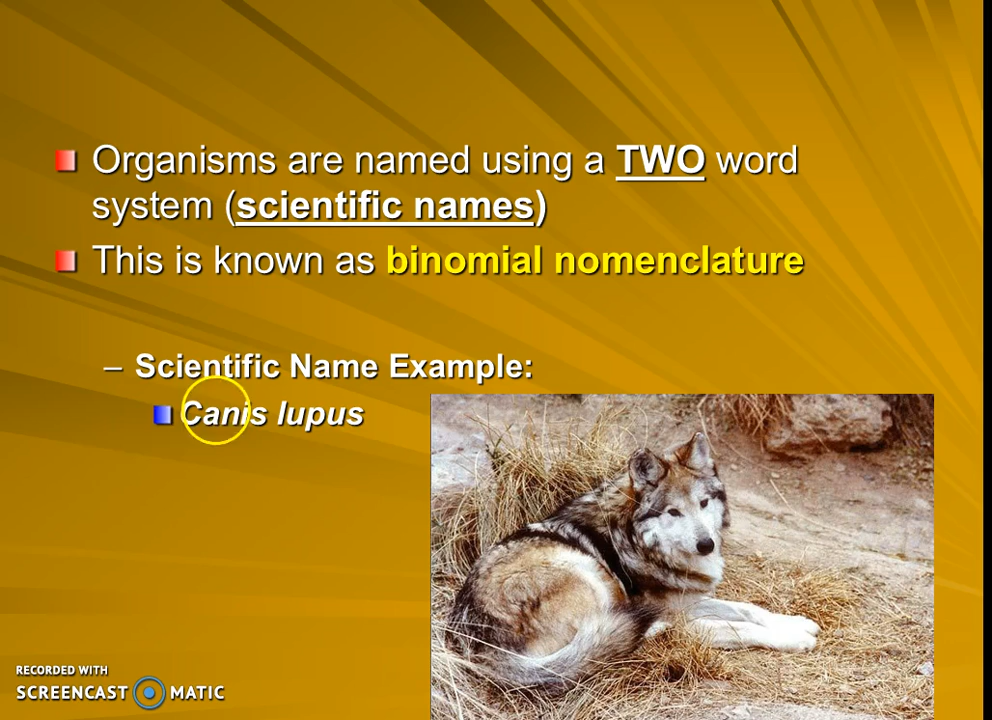 Organisms are named using a TWO word
system (scientific names)
This is known as binomial nomenclature
– Scientific Name Example:
Canis lupus
RECORDED WITH
SCREENCAST MATIC